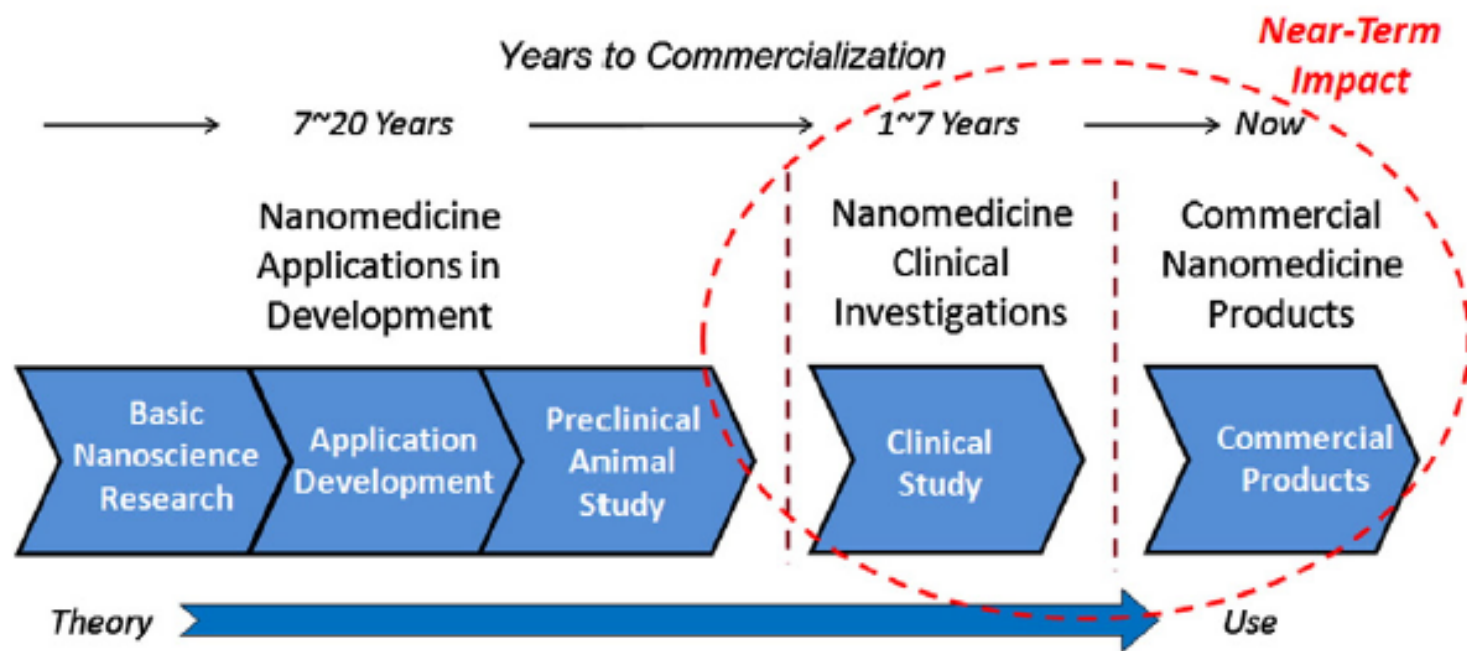 Near-Term
Impact
Years to Commercialization
7~20 Years
1~7 Years
Now
Nanomedicine
Applications in
Development
Nanomedicine
Clinical
Investigations
Commercial
Nanomedicine
Products
Basic
Nanoscience
Research
Application
Development
Preclinical
Animal
Study
Clinical
Study
Commercial
Products
Theory
Use